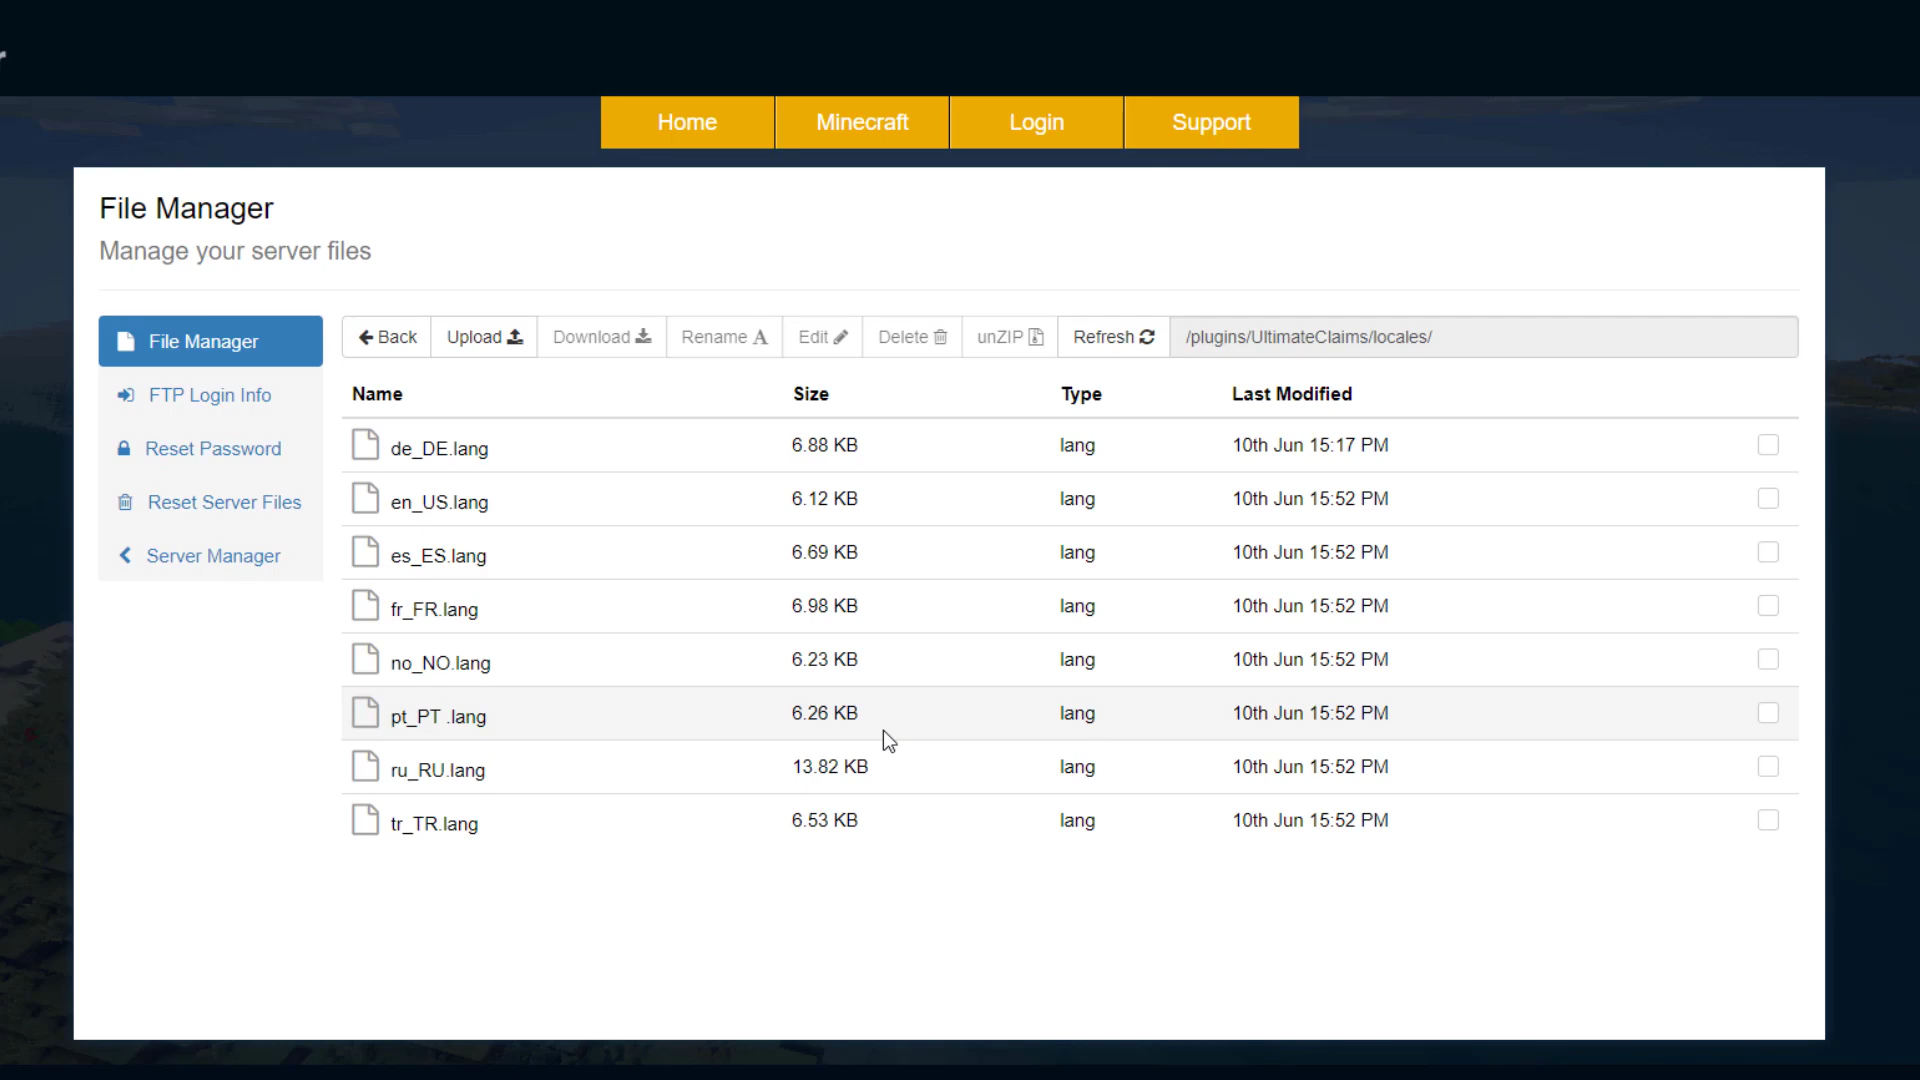 Home Minecraft Login Support
File Manager
Manage your server files
File Manager
FTP Login Info
Reset Password
Reset Server Files
Server Manager
Back Upload Download Rename Edit Delete unZIP Refresh /plugins/UltimateClaims/locales/
Name Size Type Last Modified
de_DE.lang 6.88 KB lang 10th Jun 15:17 PM
en_US.lang 6.12 KB lang 10th Jun 15:52 PM
es_ES.lang 6.69 KB lang 10th Jun 15:52 PM
fr_FR.lang 6.98 KB lang 10th Jun 15:52 PM
no_NO.lang 6.23 KB lang 10th Jun 15:52 PM
pt_PT .lang 6.26 KB lang 10th Jun 15:52 PM
ru_RU.lang 13.82 KB lang 10th Jun 15:52 PM
tr_TR.lang 6.53 KB lang 10th Jun 15:52 PM